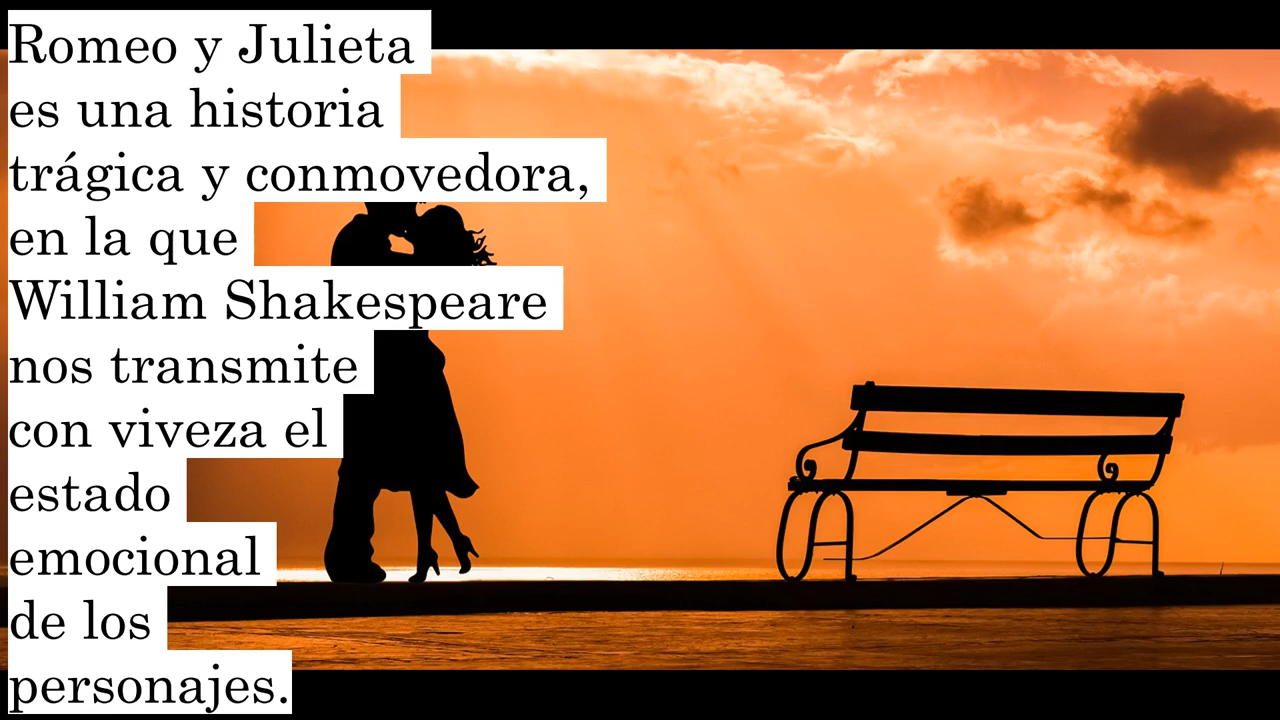 Romeo y Julieta
es una historia
trágica y conmovedora,
en la que
William Shakespeare
nos transmite
con viveza el
estado
emocional
de los
personajes.